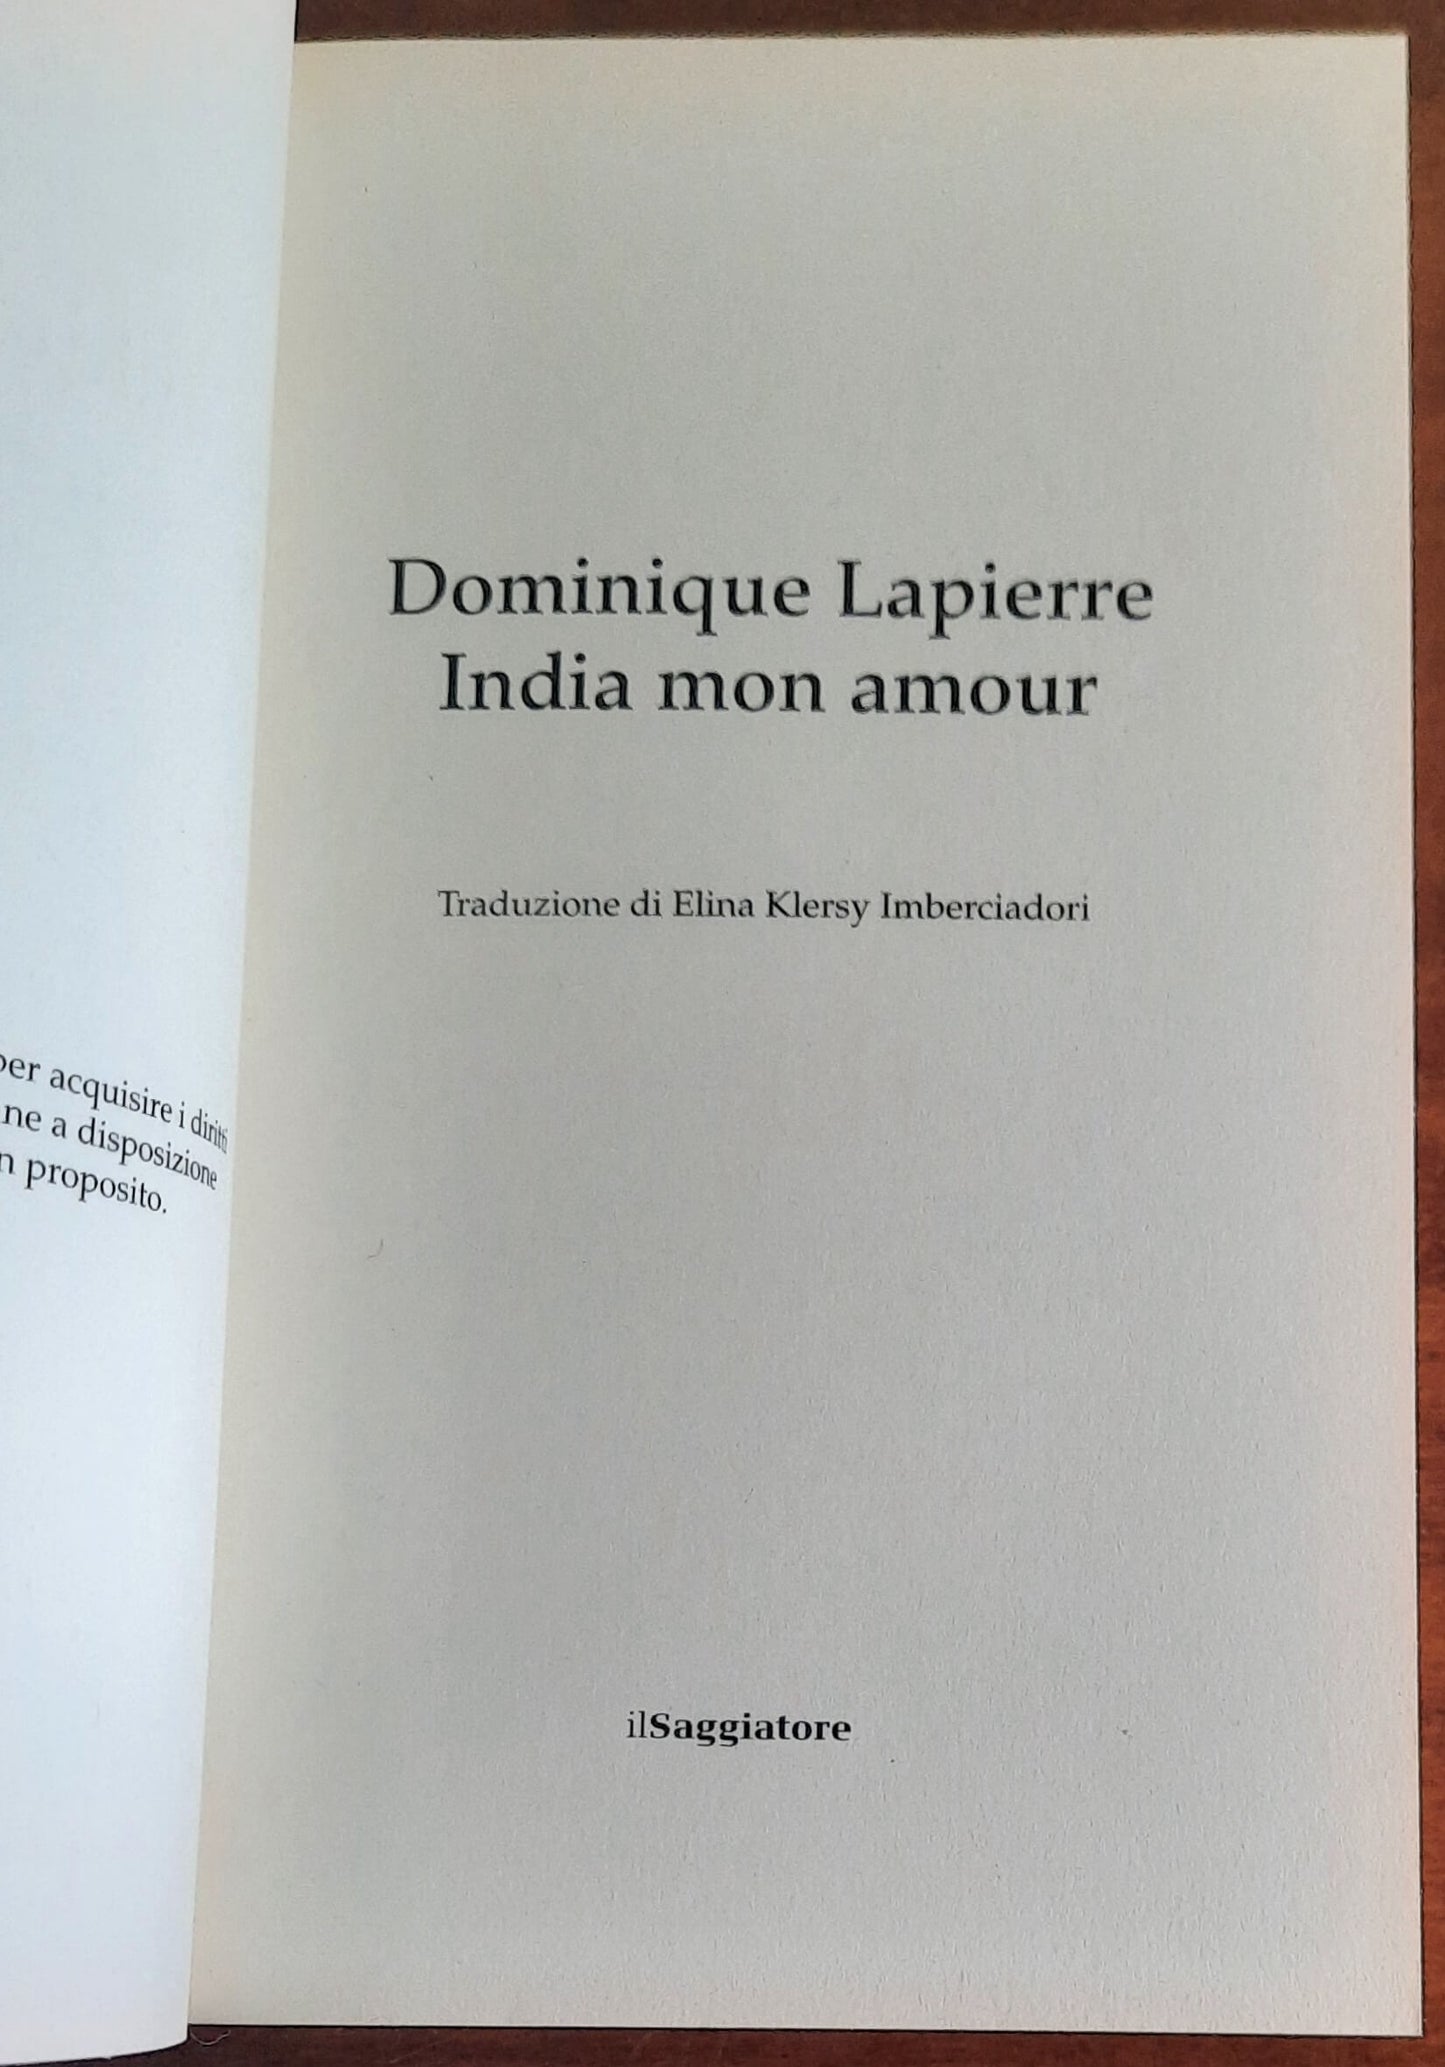 per acquisire i diritti
ne a disposizione
n proposito.
Dominique Lapierre
India mon amour
Traduzione di Elina Klersy Imberciadori
ilSaggiatore